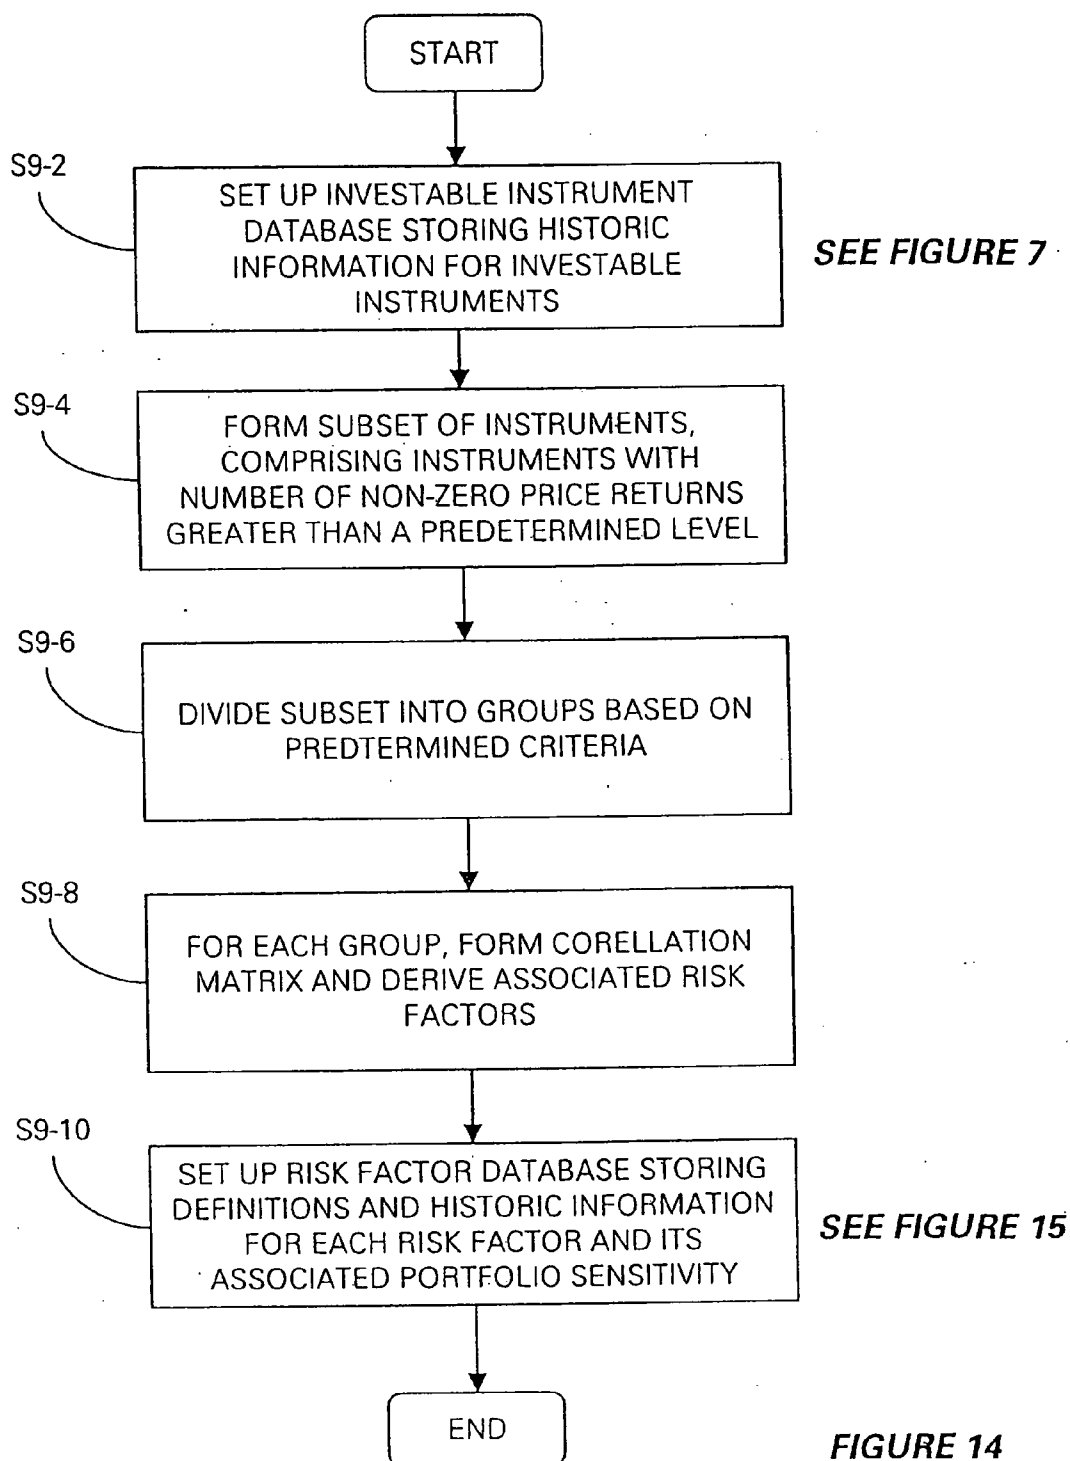 START
S9-2
SET UP INVESTABLE INSTRUMENT
DATABASE STORING HISTORIC
INFORMATION FOR INVESTABLE
INSTRUMENTS
SEE FIGURE 7
S9-4
FORM SUBSET OF INSTRUMENTS,
COMPRISING INSTRUMENTS WITH
NUMBER OF NON-ZERO PRICE RETURNS
GREATER THAN A PREDETERMINED LEVEL
S9-6
DIVIDE SUBSET INTO GROUPS BASED ON
PREDTERMINED CRITERIA
S9-8
FOR EACH GROUP, FORM CORELLATION
MATRIX AND DERIVE ASSOCIATED RISK
FACTORS
S9-10
SET UP RISK FACTOR DATABASE STORING
DEFINITIONS AND HISTORIC INFORMATION
FOR EACH RISK FACTOR AND ITS
ASSOCIATED PORTFOLIO SENSITIVITY
SEE FIGURE 15
END
FIGURE 14